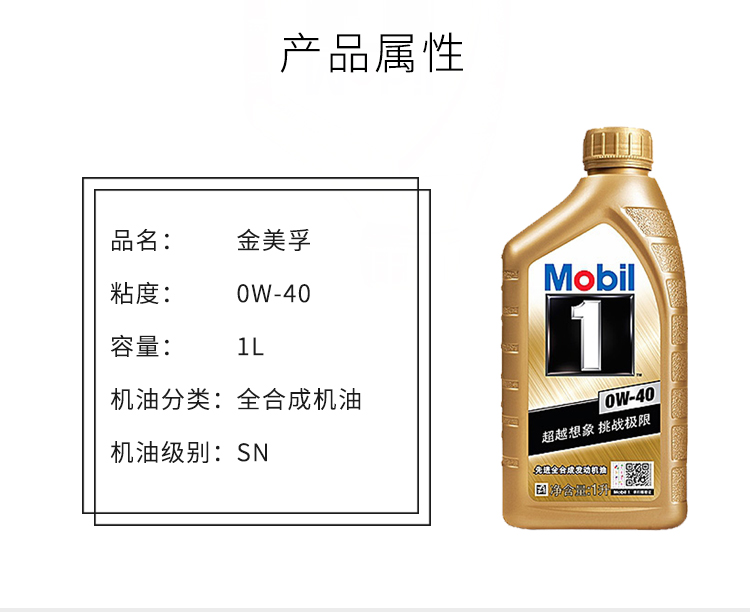 产品属性
品名： 金美孚
粘度： 0W-40
容量： 1L
机油分类：全合成机油
机油级别：SN
Mobil
1
™
0W-40
超越想象 挑战极限
先进全合成发动机油
净含量:1升
Mobil 1